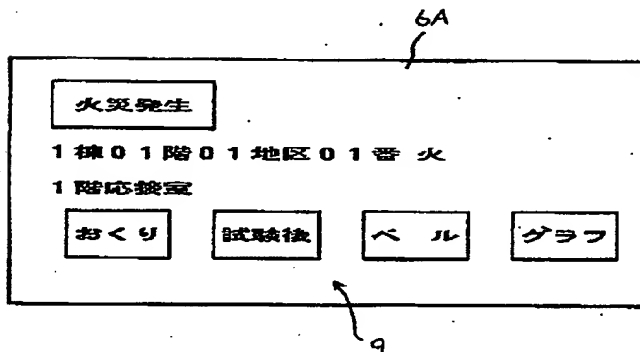 6A
火災発生
1棟01階01地区01番 火
1階応接室
おくり 試験後 ベ ル グラフ
9